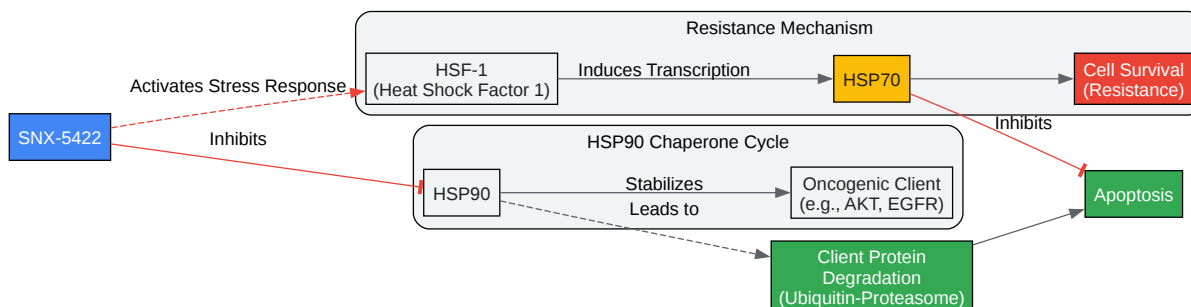 Resistance Mechanism
HSF-1
(Heat Shock Factor 1)
Induces Transcription
HSP70
Cell Survival
(Resistance)
Activates Stress Response
SNX-5422
Inhibits
Inhibits
HSP90 Chaperone Cycle
HSP90
Stabilizes
Leads to
Oncogenic Client
(e.g., AKT, EGFR)
Apoptosis
Client Protein
Degradation
(Ubiquitin-Proteasome)